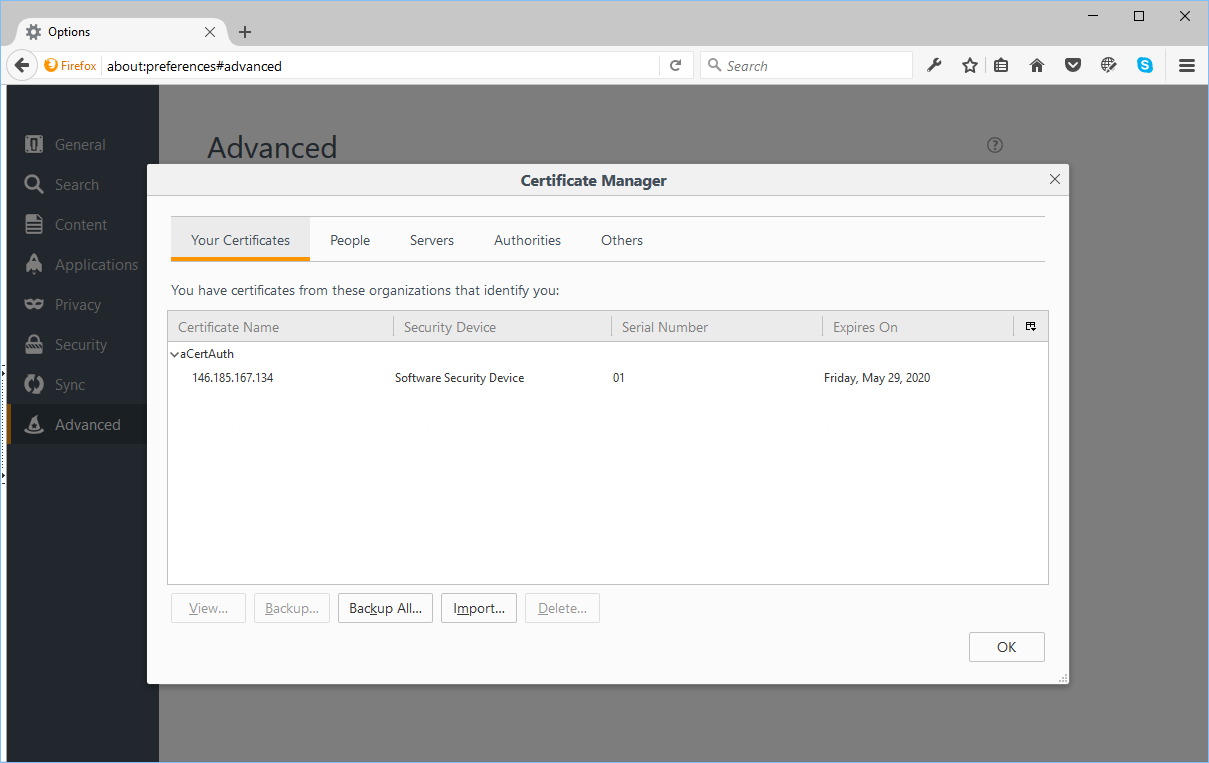 Options
Firefox
about:preferences#advanced
Search
General
Search
Content
Applications
Privacy
Security
Sync
Advanced
Advanced
?
Certificate Manager
Your Certificates People Servers Authorities Others
You have certificates from these organizations that identify you:
Certificate Name Security Device Serial Number Expires On
aCertAuth
146.185.167.134 Software Security Device 01 Friday, May 29, 2020
View... Backup... Backup All... Import... Delete...
OK